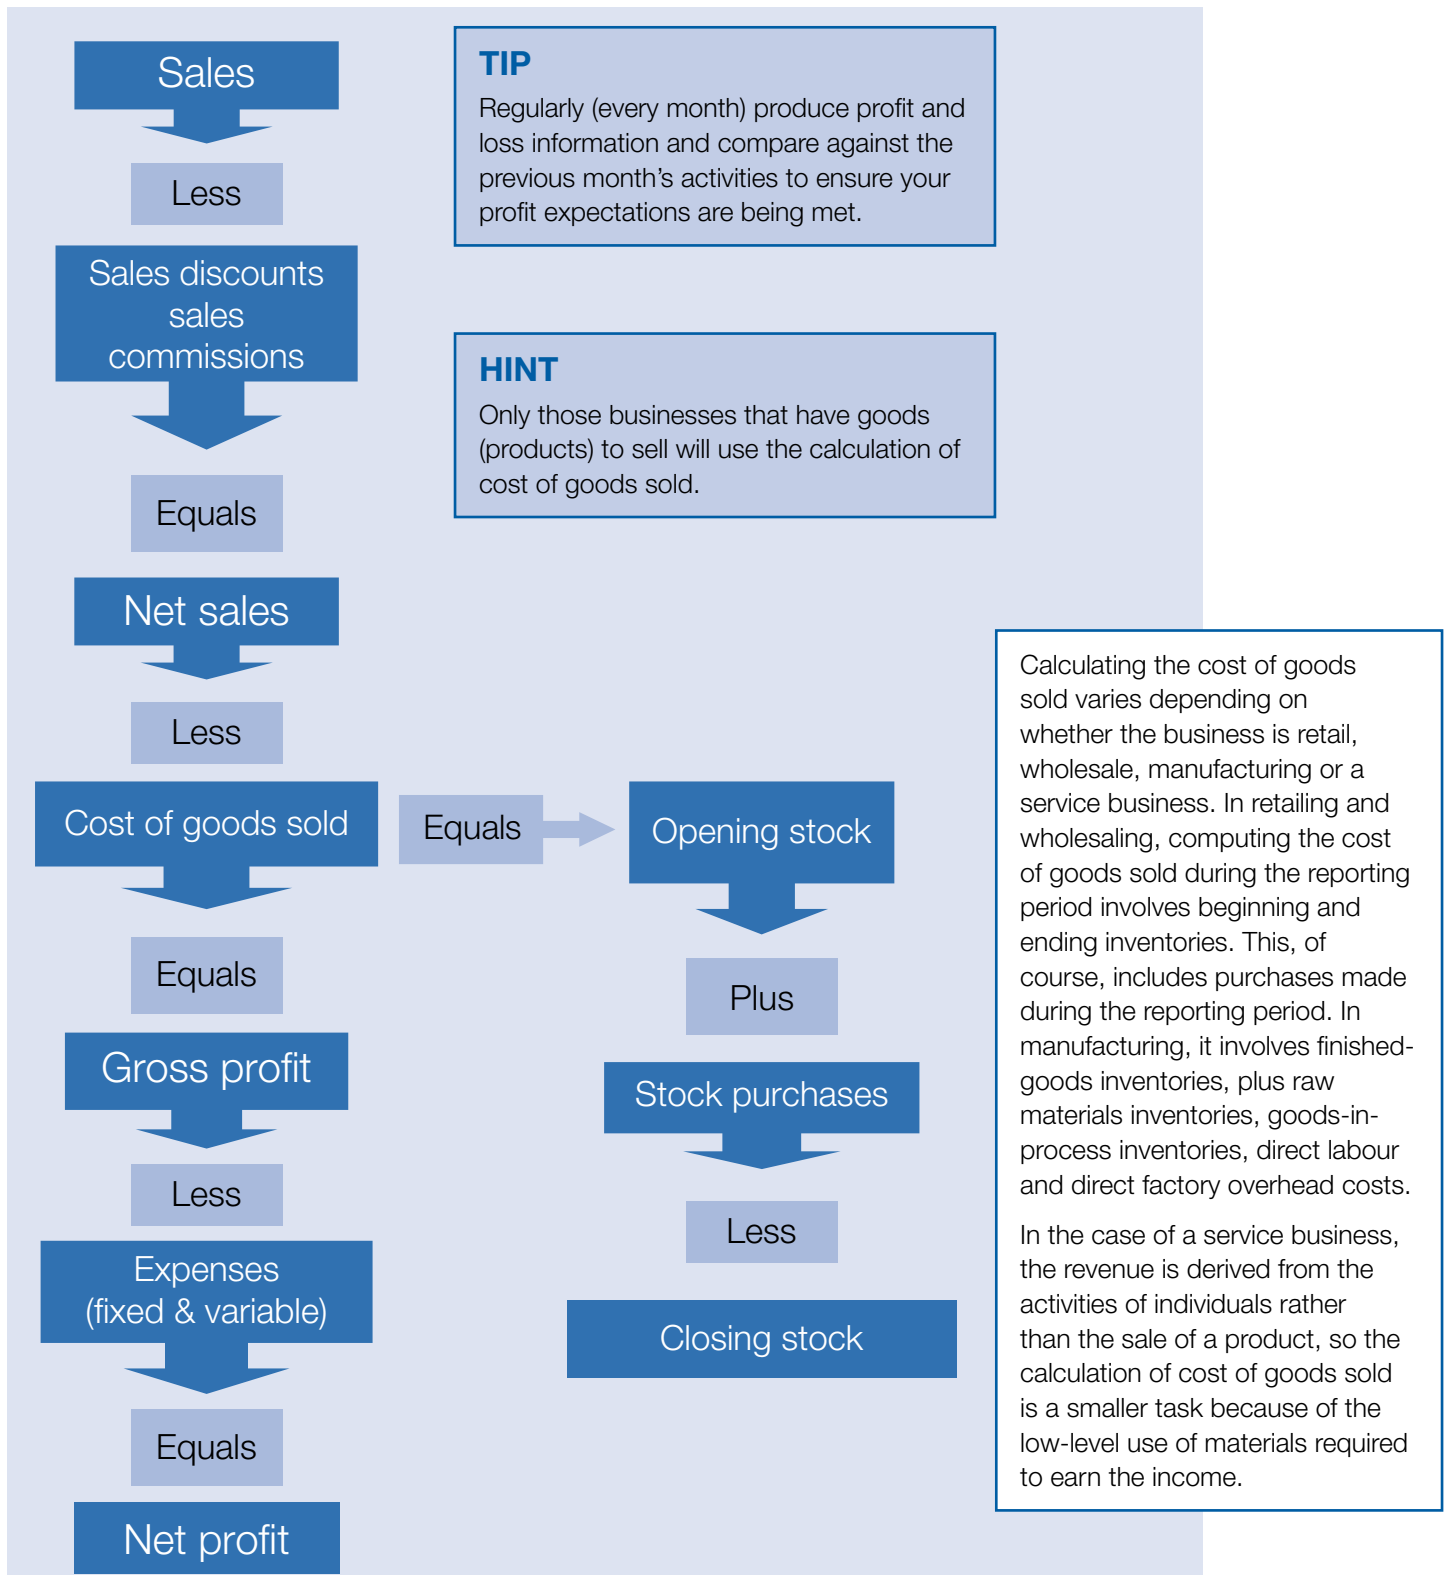 Sales
Less
Sales discounts
sales
commissions
Equals
Net sales
Less
Cost of goods sold
Equals
Gross profit
Less
Expenses
(fixed & variable)
Equals
Net profit
Equals
Opening stock
Plus
Stock purchases
Less
Closing stock
TIP
Regularly (every month) produce profit and
loss information and compare against the
previous month's activities to ensure your
profit expectations are being met.
HINT
Only those businesses that have goods
(products) to sell will use the calculation of
cost of goods sold.
Calculating the cost of goods
sold varies depending on
whether the business is retail,
wholesale, manufacturing or a
service business. In retailing and
wholesaling, computing the cost
of goods sold during the reporting
period involves beginning and
ending inventories. This, of
course, includes purchases made
during the reporting period. In
manufacturing, it involves finished-
goods inventories, plus raw
materials inventories, goods-in-
process inventories, direct labour
and direct factory overhead costs.
In the case of a service business,
the revenue is derived from the
activities of individuals rather
than the sale of a product, so the
calculation of cost of goods sold
is a smaller task because of the
low-level use of materials required
to earn the income.